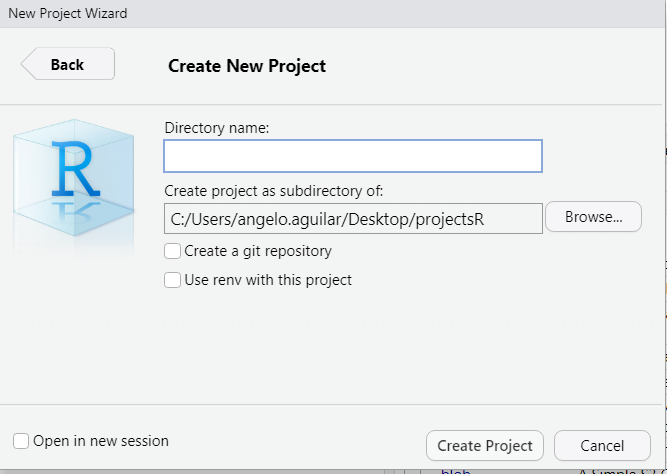 New Project Wizard
Back
Create New Project
R
Directory name:
Create project as subdirectory of:
C:/Users/angelo.aguilar/Desktop/projectsR
Browse...
Create a git repository
Use renv with this project
Open in new session
Create Project
Cancel